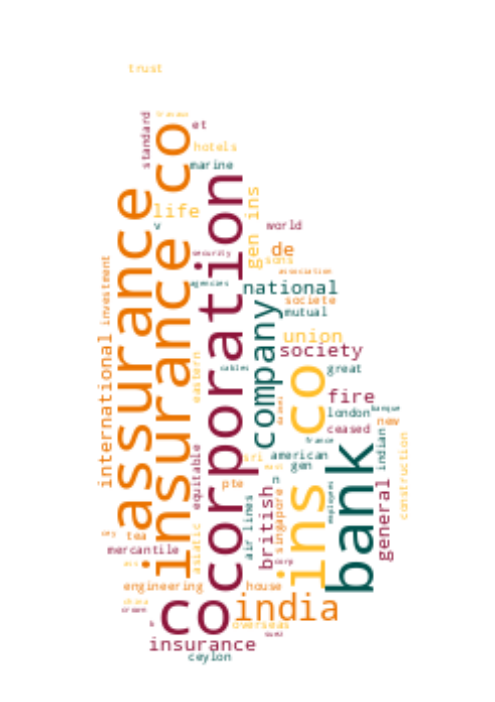 trust
standard
et
hotels
marine
insurance co
assurance
corporation
life
v
gen ins
world
de
sons
security
association
agencies
national
societe
mutual
international
investment
company
union
society
eastern
cables
great
fire
london
banque
new
ceased
france
indian
construction
american
sri
gen
equitable
pte
n
ins co
bank
british
singapore
air lines
general
employees
tea
mercantile
asiatic
corp
engineering
house
china
co
india
overseas
insurance
ceylon